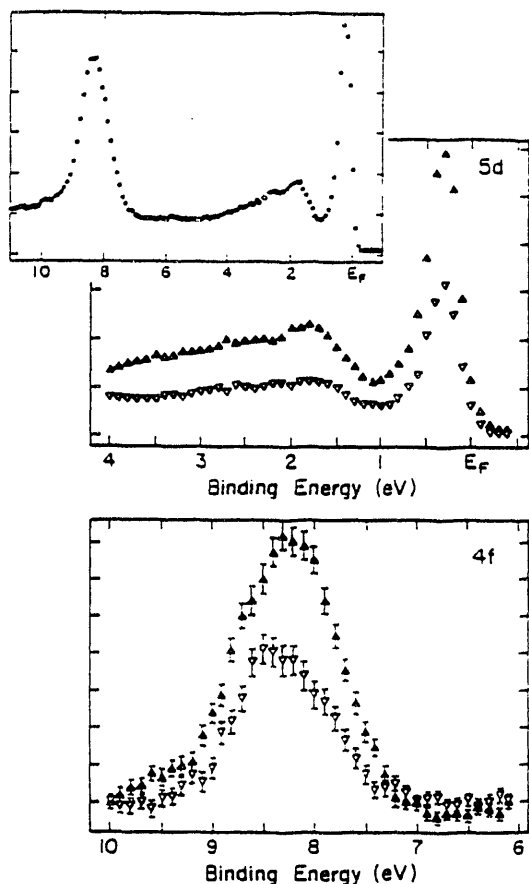 10 8 6 4 2 E_F
5d
4 3 2 1 E_F
Binding Energy (eV)
4f
10 9 8 7 6
Binding Energy (eV)